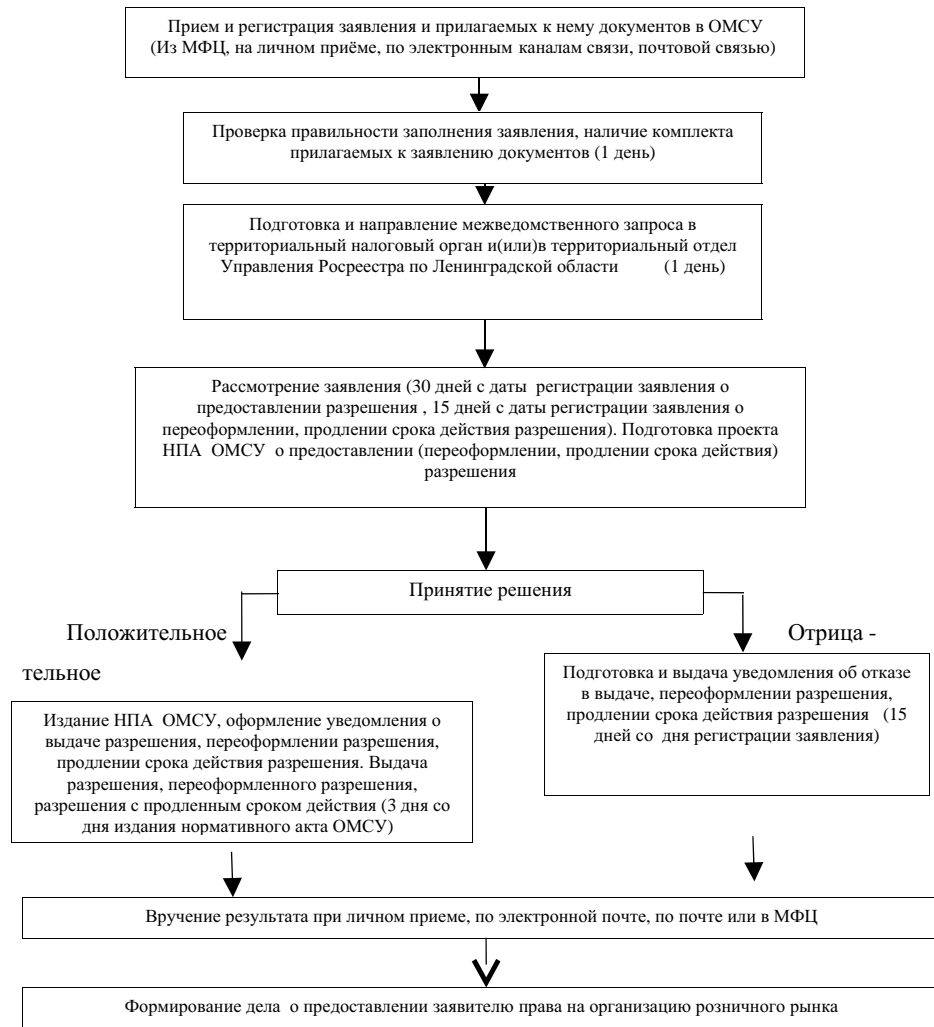 Прием и регистрация заявления и прилагаемых к нему документов в ОМСУ
(Из МФЦ, на личном приёме, по электронным каналам связи, почтовой связью)
Проверка правильности заполнения заявления, наличие комплекта
прилагаемых к заявлению документов (1 день)
Подготовка и направление межведомственного запроса в
территориальный налоговый орган и(или)в территориальный отдел
Управления Росреестра по Ленинградской области (1 день)
Рассмотрение заявления (30 дней с даты регистрации заявления о
предоставлении разрешения , 15 дней с даты регистрации заявления о
переоформлении, продлении срока действия разрешения). Подготовка проекта
НПА ОМСУ о предоставлении (переоформлении, продлении срока действия)
разрешения
Принятие решения
Положительное Отрица -
тельное
Издание НПА ОМСУ, оформление уведомления о
выдаче разрешения, переоформлении разрешения,
продлении срока действия разрешения. Выдача
разрешения, переоформленного разрешения,
разрешения с продленным сроком действия (3 дня со
дня издания нормативного акта ОМСУ)
Подготовка и выдача уведомления об отказе
в выдаче, переоформлении разрешения,
продлении срока действия разрешения (15
дней со дня регистрации заявления)
Вручение результата при личном приеме, по электронной почте, по почте или в МФЦ
Формирование дела о предоставлении заявителю права на организацию розничного рынка